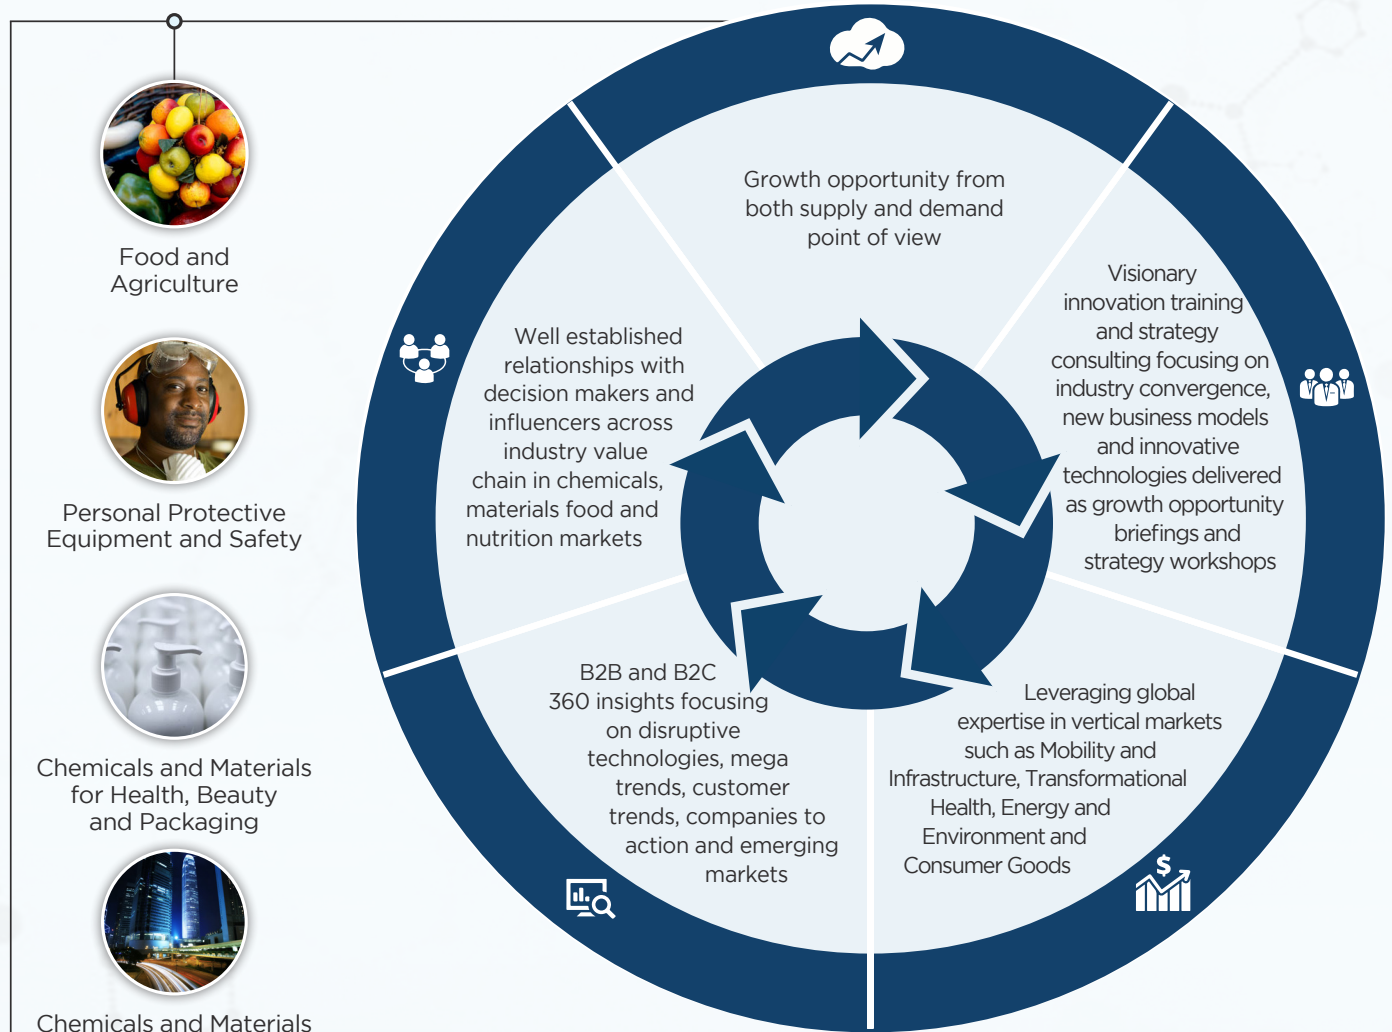 Food and
Agriculture
Personal Protective
Equipment and Safety
Chemicals and Materials
for Health, Beauty
and Packaging
Chemicals and Materials
Growth opportunity from
both supply and demand
point of view
Visionary
innovation training
and strategy
consulting focusing on
industry convergence,
new business models
and innovative
technologies delivered
as growth opportunity
briefings and
strategy workshops
Leveraging global
expertise in vertical markets
such as Mobility and
Infrastructure, Transformational
Health, Energy and
Environment and
Consumer Goods
$
B2B and B2C
360 insights focusing
on disruptive
technologies, mega
trends, customer
trends, companies to
action and emerging
markets
Well established
relationships with
decision makers and
influencers across
industry value
chain in chemicals,
materials food and
nutrition markets